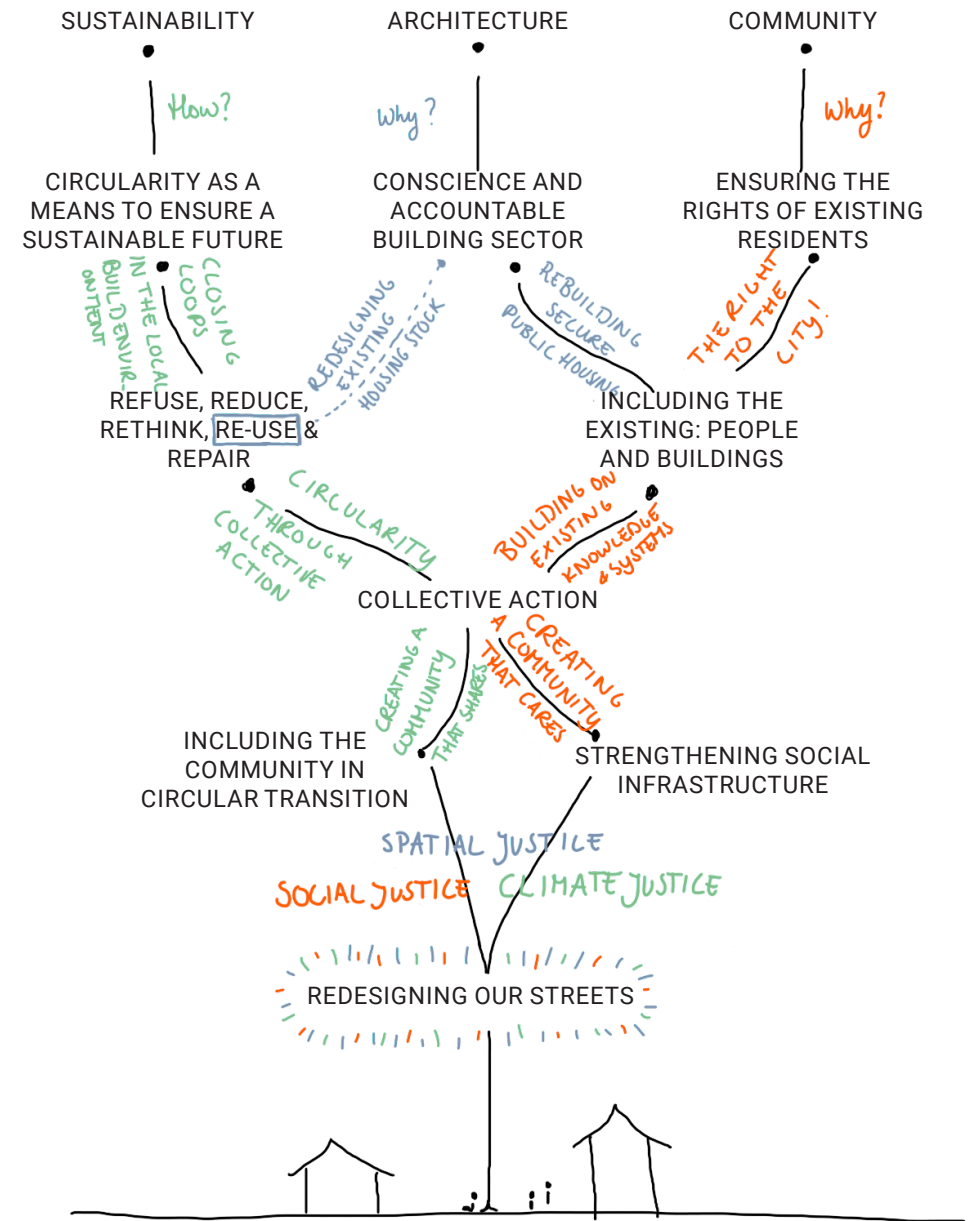 SUSTAINABILITY
ARCHITECTURE
COMMUNITY
How?
Why?
Why?
CIRCULARITY AS A
MEANS TO ENSURE A
SUSTAINABLE FUTURE
CONSCIENCE AND
ACCOUNTABLE
BUILDING SECTOR
ENSURING THE
RIGHTS OF EXISTING
RESIDENTS
CLOSING
LOOPS
IN THE LOCAL
BUILD ENVIR-
ONTENT
REDESIGNING
EXISTING
HOUSING STOCK
REBUILDING
SECURE
PUBLIC HOUSING
THE RIGHT
TO THE
CITY!
REFUSE, REDUCE,
RETHINK, RE-USE &
REPAIR
INCLUDING THE
EXISTING: PEOPLE
AND BUILDINGS
CIRCULARITY
THROUGH
COLLECTIVE
ACTION
BUILDING ON
EXISTING
KNOWLEDGE
& SYSTEMS
COLLECTIVE ACTION
CREATING A
COMMUNITY
THAT SHARES
CREATING
A COMMUNITY
THAT CARES
INCLUDING THE
COMMUNITY IN
CIRCULAR TRANSITION
STRENGTHENING SOCIAL
INFRASTRUCTURE
SPATIAL JUSTICE
SOCIAL JUSTICE
CLIMATE JUSTICE
REDESIGNING OUR STREETS